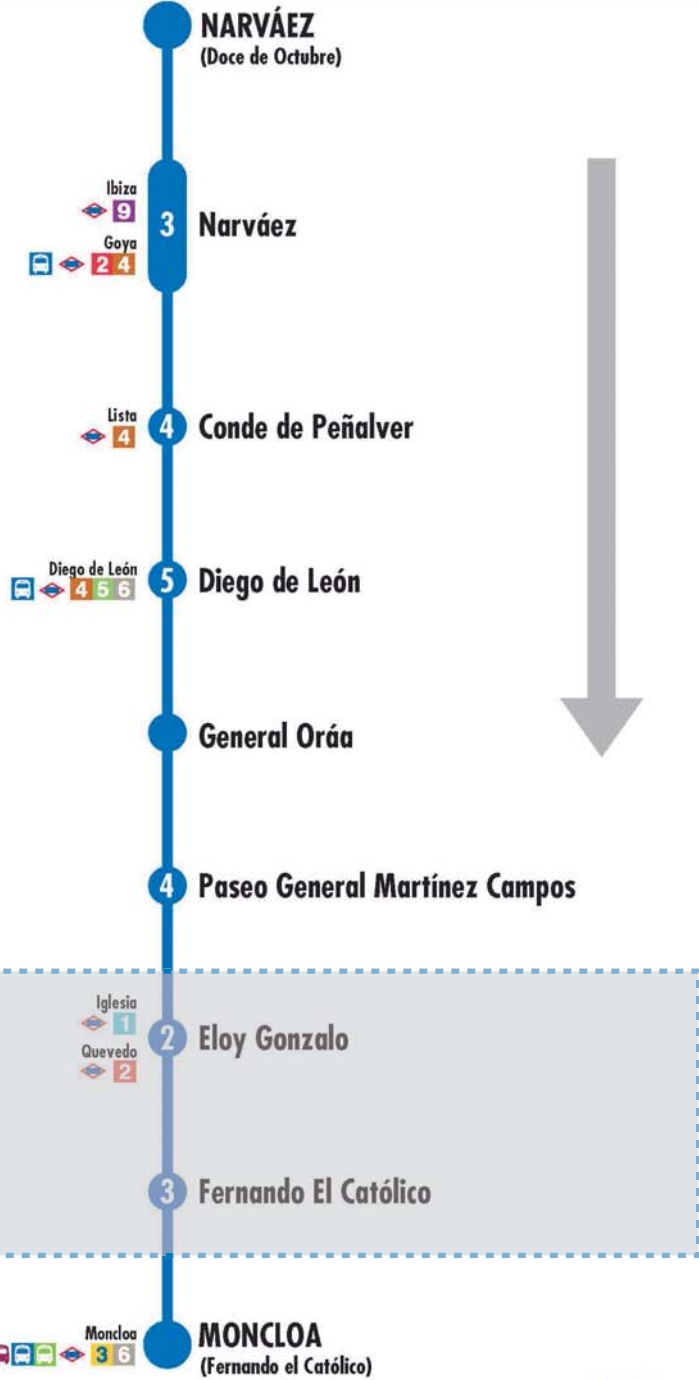 NARVÁEZ
(Doce de Octubre)
Ibiza
9
3
Narváez
Goya
2 4
Lista
4
4
Conde de Peñalver
Diego de León
4 5 6
5
Diego de León
General Oráa
4
Paseo General Martínez Campos
Iglesia
1
2
Eloy Gonzalo
Quevedo
2
3
Fernando El Católico
Moncloa
3 6
MONCLOA
(Fernando el Católico)